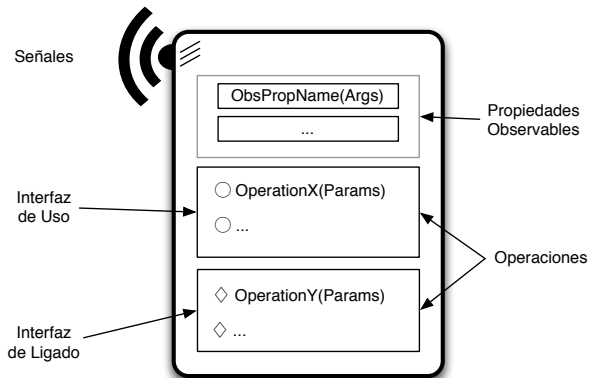 Señales
ObsPropName(Args)
...
Propiedades
Observables
Interfaz
de Uso
OperationX(Params)
...
Operaciones
OperationY(Params)
...
Interfaz
de Ligado